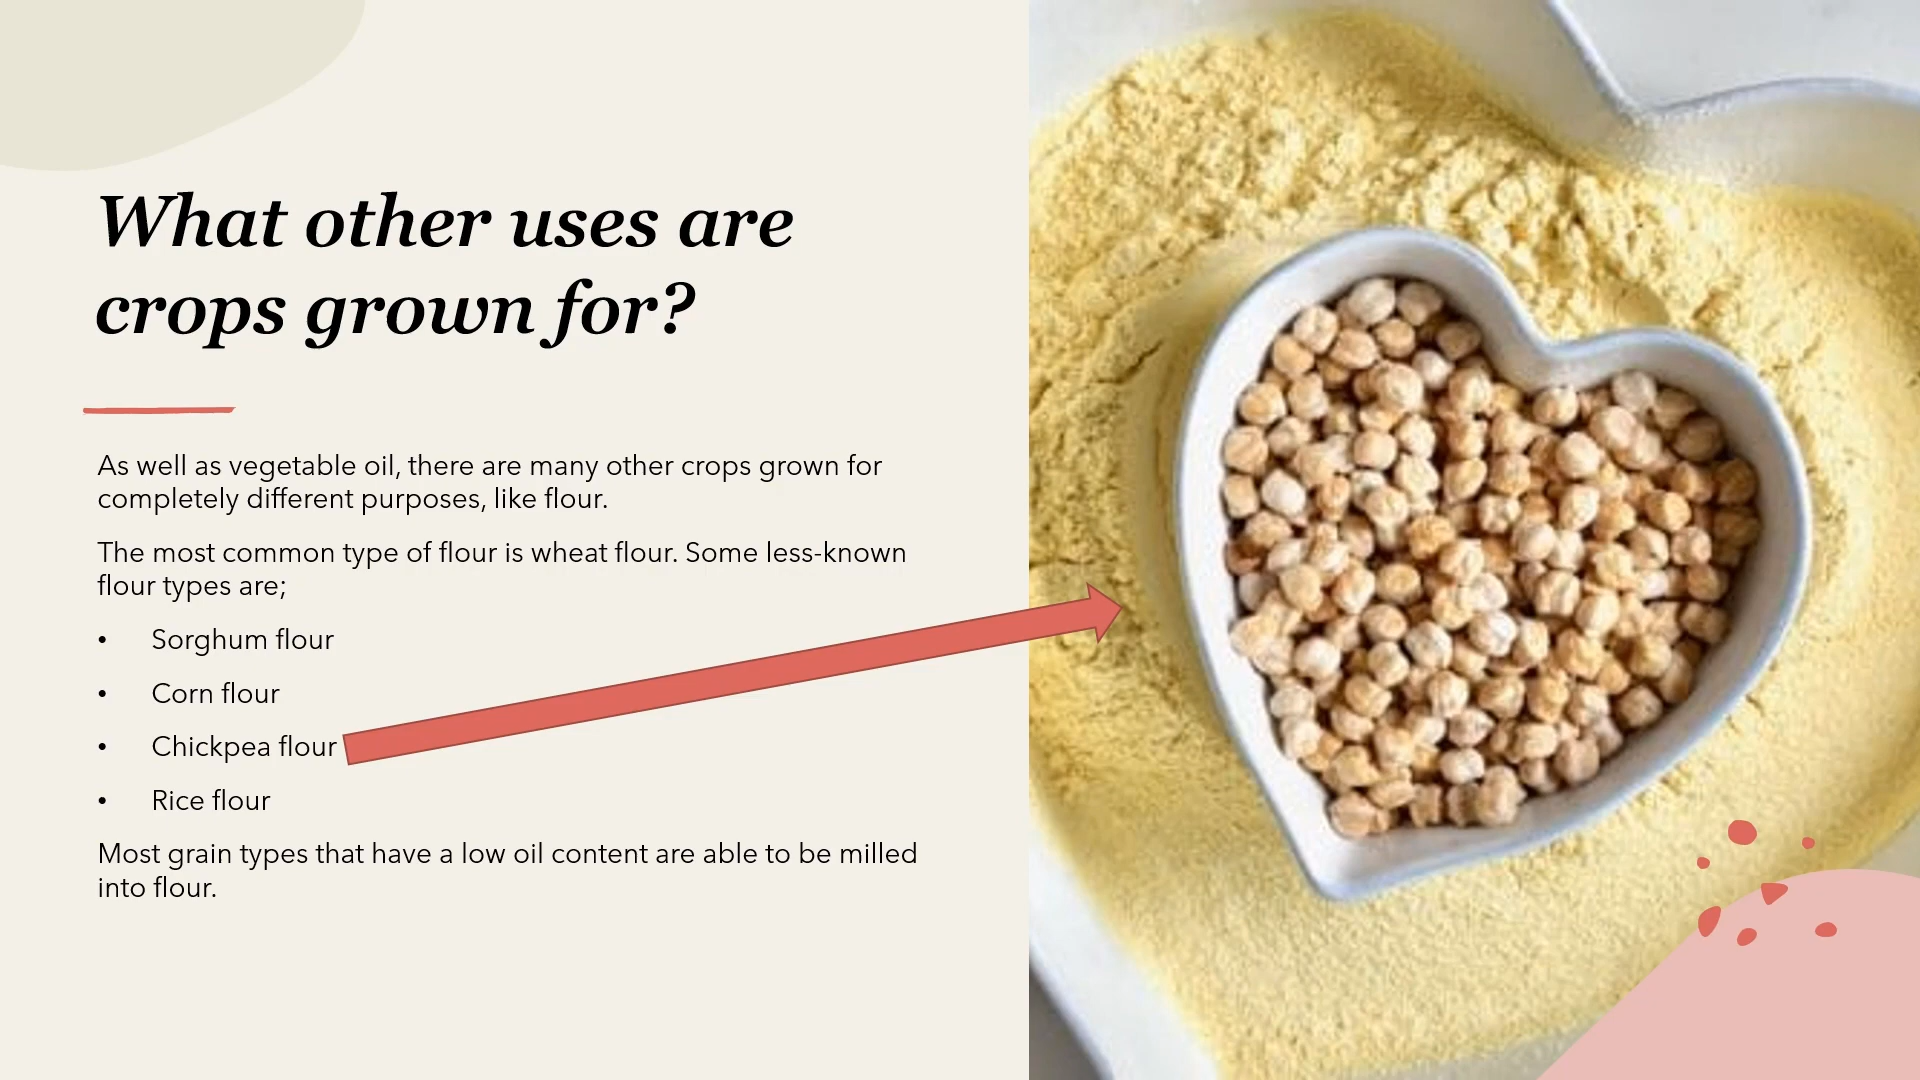 What other uses are
crops grown for?
As well as vegetable oil, there are many other crops grown for
completely different purposes, like flour.
The most common type of flour is wheat flour. Some less-known
flour types are;
• Sorghum flour
• Corn flour
• Chickpea flour
• Rice flour
Most grain types that have a low oil content are able to be milled
into flour.